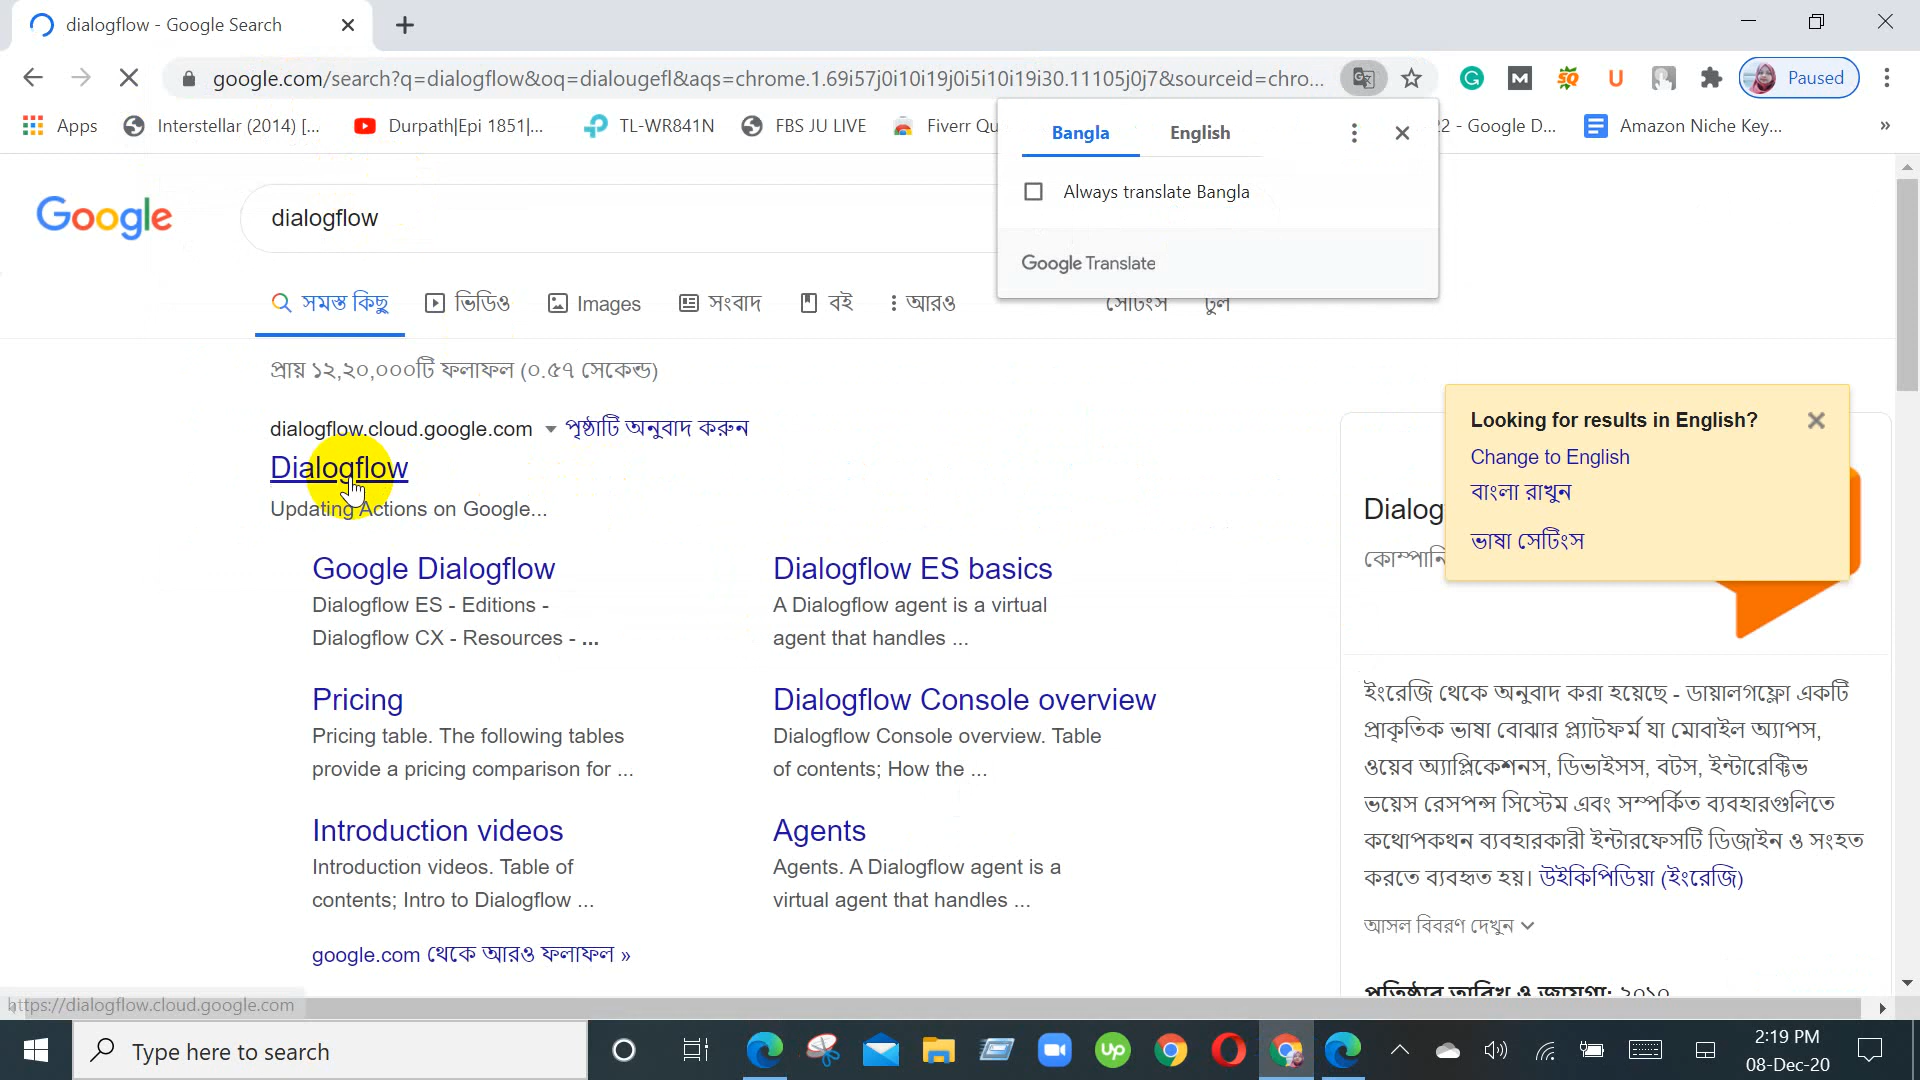 dialogflow - Google Search
google.com/search?q=dialogflow&oq=dialougefl&aqs=chrome.1.69i57j0i10i19j0i5i10i19i30.11105j0j7&sourceid=chro...
Paused
Apps
Interstellar (2014) [...
Durpath|Epi 1851|...
TL-WR841N
FBS JU LIVE
Fiverr Qu
22 - Google D...
Amazon Niche Key...
Bangla
English
Always translate Bangla
Google Translate
Google
dialogflow
সমস্ত কিছু
ভিডিও
Images
সংবাদ
বই
আরও
সেটিংস
টুল
প্রায় ১২,২০,০০০টি ফলাফল (০.৫৭ সেকেন্ড)
dialogflow.cloud.google.com
পৃষ্ঠাটি অনুবাদ করুন
Dialogflow
Updating Actions on Google...
Google Dialogflow
Dialogflow ES - Editions -
Dialogflow CX - Resources - ...
Dialogflow ES basics
A Dialogflow agent is a virtual
agent that handles ...
Pricing
Pricing table. The following tables
provide a pricing comparison for ...
Dialogflow Console overview
Dialogflow Console overview. Table
of contents; How the ...
Introduction videos
Introduction videos. Table of
contents; Intro to Dialogflow ...
Agents
Agents. A Dialogflow agent is a
virtual agent that handles ...
google.com থেকে আরও ফলাফল »
Looking for results in English?
Change to English
বাংলা রাখুন
ভাষা সেটিংস
Dialog
কোম্পানি
ইংরেজি থেকে অনুবাদ করা হয়েছে - ডায়ালগফ্লো একটি
প্রাকৃতিক ভাষা বোঝার প্ল্যাটফর্ম যা মোবাইল অ্যাপস,
ওয়েব অ্যাপ্লিকেশনস, ডিভাইসস, বটস, ইন্টারেক্টিভ
ভয়েস রেসপন্স সিস্টেম এবং সম্পর্কিত ব্যবহারগুলিতে
কথোপকথন ব্যবহারকারী ইন্টারফেসটি ডিজাইন ও সংহত
করতে ব্যবহৃত হয়। উইকিপিডিয়া (ইংরেজি)
আসল বিবরণ দেখুন
প্রতিষ্ঠার তারিখ ও জায়গা: ২০১০
https://dialogflow.cloud.google.com
Type here to search
2:19 PM
08-Dec-20